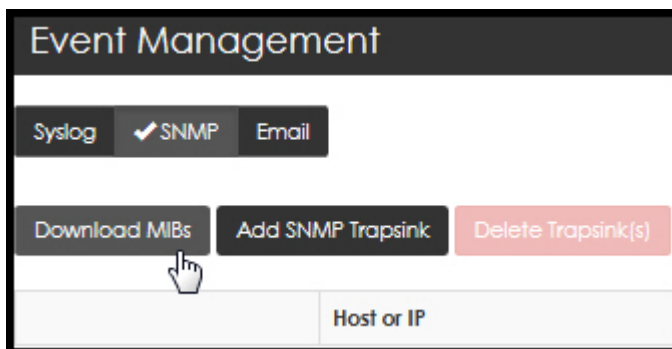 Event Management
Syslog SNMP Email
Download MIBs Add SNMP Trapsink Delete Trapsink(s)
Host or IP